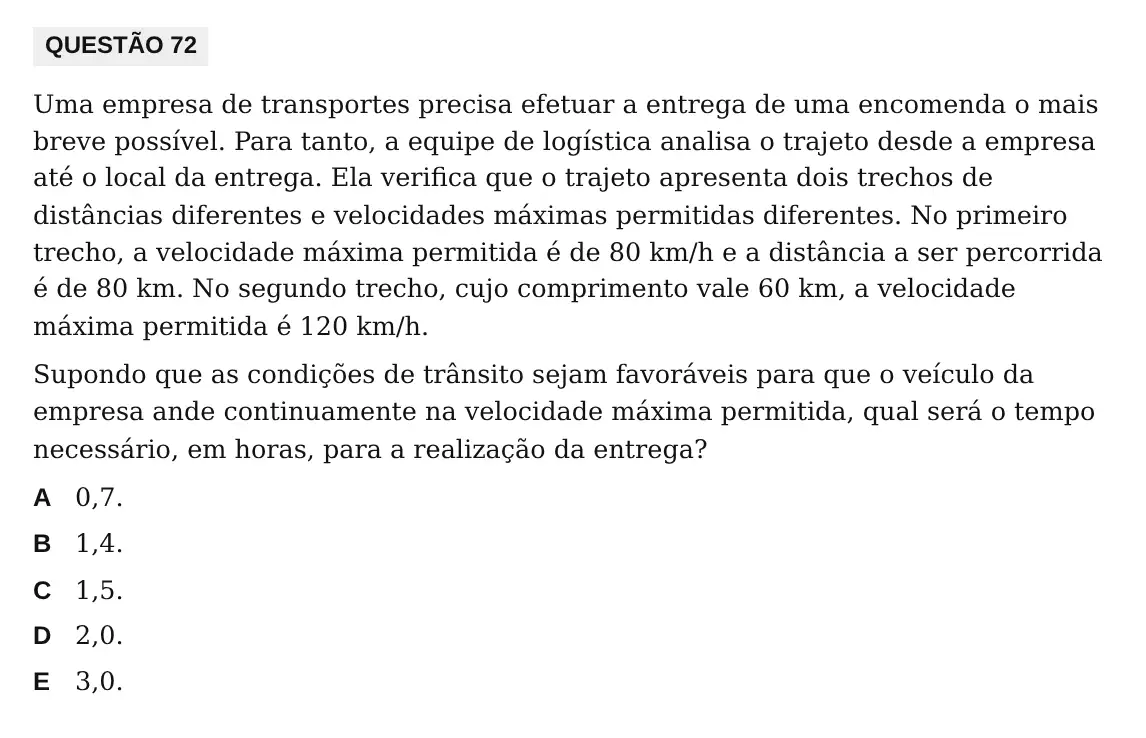 QUESTÃO 72
Uma empresa de transportes precisa efetuar a entrega de uma encomenda o mais
breve possível. Para tanto, a equipe de logística analisa o trajeto desde a empresa
até o local da entrega. Ela verifica que o trajeto apresenta dois trechos de
distâncias diferentes e velocidades máximas permitidas diferentes. No primeiro
trecho, a velocidade máxima permitida é de 80 km/h e a distância a ser percorrida
é de 80 km. No segundo trecho, cujo comprimento vale 60 km, a velocidade
máxima permitida é 120 km/h.
Supondo que as condições de trânsito sejam favoráveis para que o veículo da
empresa ande continuamente na velocidade máxima permitida, qual será o tempo
necessário, em horas, para a realização da entrega?
A 0,7.
B 1,4.
C 1,5.
D 2,0.
E 3,0.